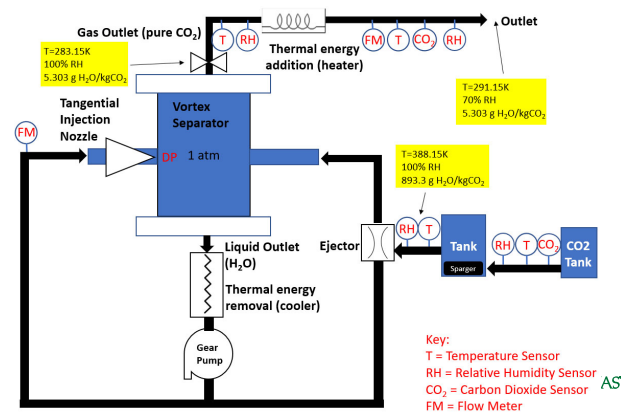 Gas Outlet (pure CO₂)
T
RH
Thermal energy
addition (heater)
FM
T
CO₂
RH
Outlet
T=283.15K
100% RH
5.303 g H₂O/kgCO₂
T=291.15K
70% RH
5.303 g H₂O/kgCO₂
Tangential
Injection
Nozzle
FM
Vortex
Separator
DP
1 atm
T=388.15K
100% RH
893.3 g H₂O/kgCO₂
Ejector
RH
T
Tank
Sparger
RH
T
CO₂
CO2
Tank
Liquid Outlet
(H₂O)
Thermal energy
removal (cooler)
Gear
Pump
Key:
T = Temperature Sensor
RH = Relative Humidity Sensor
CO₂ = Carbon Dioxide Sensor
FM = Flow Meter
AS